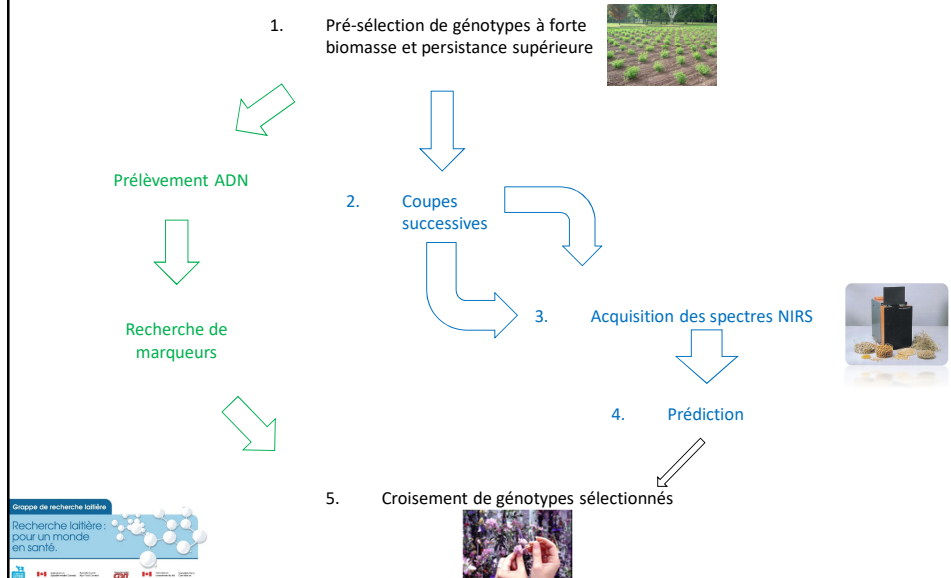 1. Pré-sélection de génotypes à forte
biomasse et persistance supérieure
Prélèvement ADN
2. Coupes
successives
3. Acquisition des spectres NIRS
Recherche de
marqueurs
4. Prédiction
5. Croisement de génotypes sélectionnés
Grappe de recherche laitière
Recherche laitière:
pour un monde
en santé.